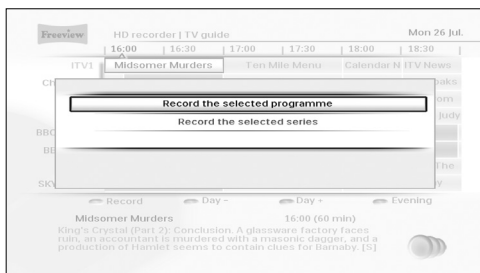 Freeview HD recorder | TV guide Mon 26 Jul.
16:00 | 16:30 | 17:00 | 17:30 | 18:00 | 18:30 |
ITV1 Midsomer Murders Ten Mile Menu Calendar N ITV News
Record the selected programme
Record the selected series
Judy
The
Record Day - Day + Evening
Midsomer Murders 16:00 (60 min)
King's Crystal (Part 2): Conclusion. A glassware factory faces
ruin, an accountant is murdered with a masonic dagger, and a
production of Hamlet seems to contain clues for Barnaby. [S]